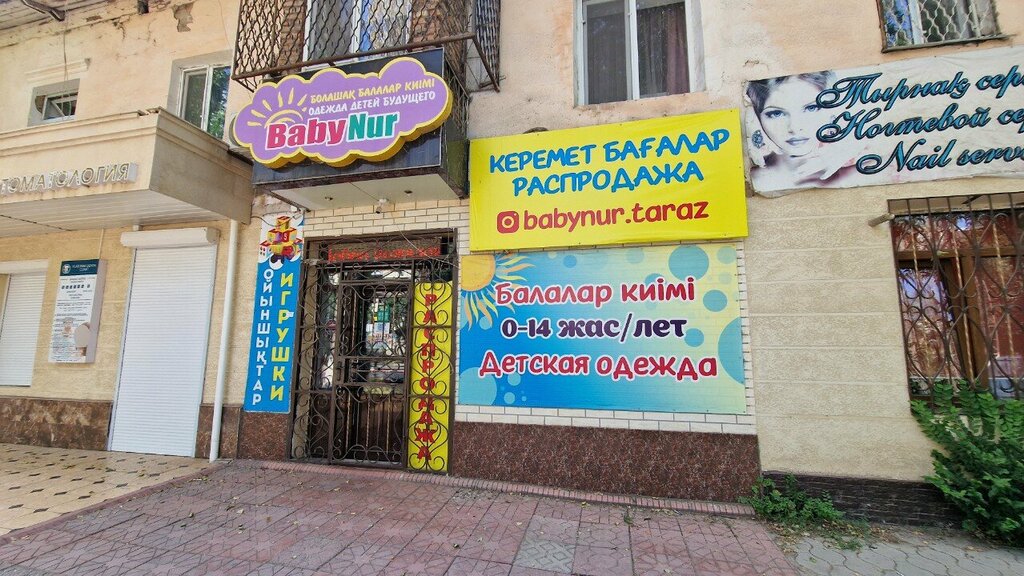 БОЛАШАҚ БАЛАЛАР КИІМІ
ОДЕЖДА ДЕТЕЙ БУДУЩЕГО
BabyNur
КЕРЕМЕТ БАҒАЛАР
РАСПРОДАЖА
babynur.taraz
Балалар киімі
0-14 жас/лет
Детская одежда
ОЙЫНШЫҚТАР
ИГРУШКИ
РАСПРОДЖА
ТОМАТОЛОГИЯ
Тырнақ сер
Ногтевой се
Nail serv